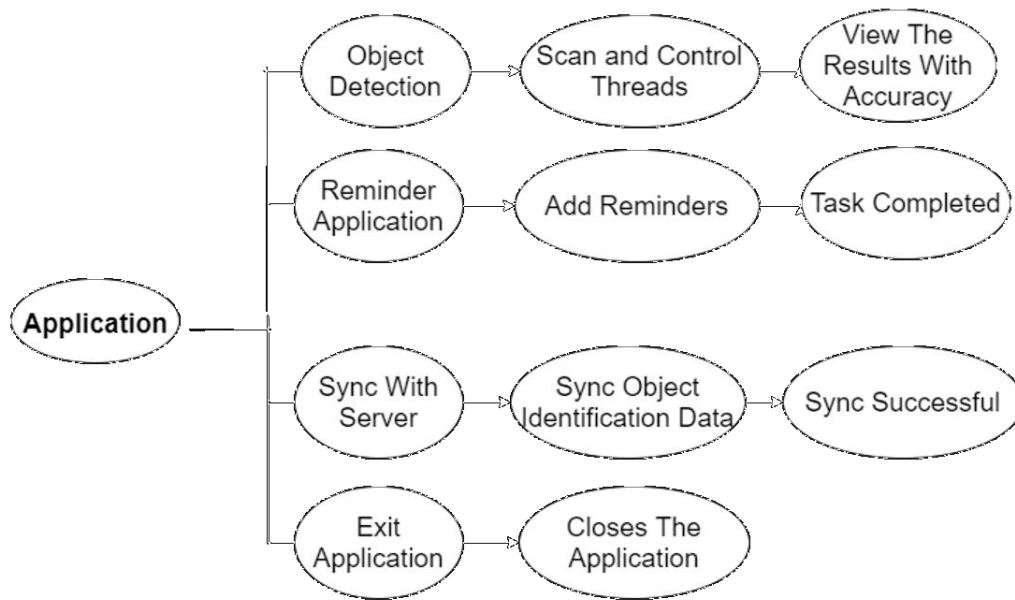 Object
Detection
Scan and Control
Threads
View The
Results With
Accuracy
Reminder
Application
Add Reminders
Task Completed
Application
Sync With
Server
Sync Object
Identification Data
Sync Successful
Exit
Application
Closes The
Application